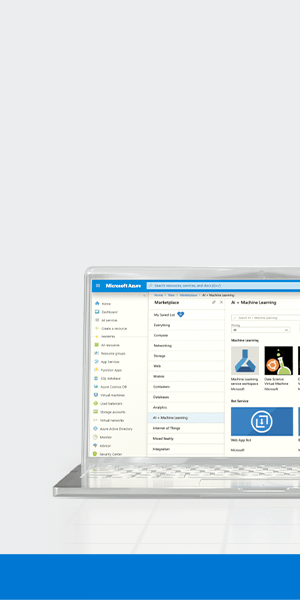 Microsoft Azure
Search resources, services, and docs (G+/)
Home > New > Marketplace > AI + Machine Learning
Marketplace
AI + Machine Learning
Home
Dashboard
All services
Create a resource
FAVORITES
All resources
Resource groups
App Services
Function Apps
SQL databases
Azure Cosmos DB
Virtual machines
Load balancers
Storage accounts
Virtual networks
Azure Active Directory
Monitor
Advisor
Security Center
My Saved List
Everything
Compute
Networking
Storage
Web
Mobile
Containers
Databases
Analytics
AI + Machine Learning
Internet of Things
Mixed Reality
Integration
Search AI + Machine Learning
Pricing
All
Machine Learning
Machine Learning
service workspace
Microsoft
Data Science
Virtual Machine
Microsoft
Bot Service
Web App Bot
Microsoft